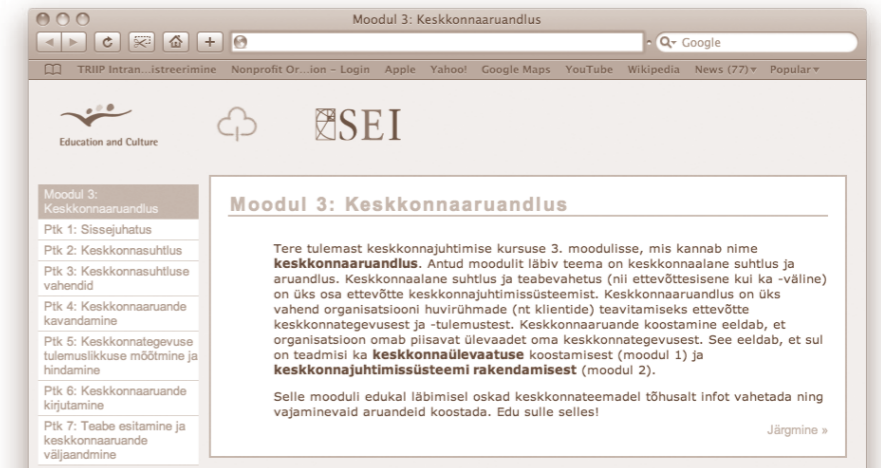 Moodul 3: Keskkonnaaruandlus
Google
TRIIP Intran...istreerimine Nonprofit Or...ion – Login Apple Yahoo! Google Maps YouTube Wikipedia News (77) Popular
Education and Culture
SEI
Moodul 3:
Keskkonnaaruandlus
Ptk 1: Sissejuhatus
Ptk 2: Keskkonnasuhtlus
Ptk 3: Keskkonnasuhtluse
vahendid
Ptk 4: Keskkonnaaruande
kavandamine
Ptk 5: Keskkonnategevuse
tulemuslikkuse mõõtmine ja
hindamine
Ptk 6: Keskkonnaaruande
kirjutamine
Ptk 7: Teabe esitamine ja
keskkonnaaruande
väljaandmine
Moodul 3: Keskkonnaaruandlus
Tere tulemast keskkonnajuhtimise kursuse 3. moodulisse, mis kannab nime
keskkonnaaruandlus. Antud moodulit läbiv teema on keskkonnaalane suhtlus ja
aruandlus. Keskkonnaalane suhtlus ja teabevahetus (nii ettevõttesisene kui ka -väline)
on üks osa ettevõtte keskkonnajuhtimissüsteemist. Keskkonnaaruandlus on üks
vahend organisatsiooni huvirühmade (nt klientide) teavitamiseks ettevõtte
keskkonnategevusest ja -tulemustest. Keskkonnaaruande koostamine eeldab, et
organisatsioon omab piisavat ülevaadet oma keskkonnategevusest. See eeldab, et sul
on teadmisi ka keskkonnaülevaatuse koostamisest (moodul 1) ja
keskkonnajuhtimissüsteemi rakendamisest (moodul 2).
Selle mooduli edukal läbimisel oskad keskkonnateemadel tõhusalt infot vahetada ning
vajaminevaid aruandeid koostada. Edu sulle selles!
Järgmine »